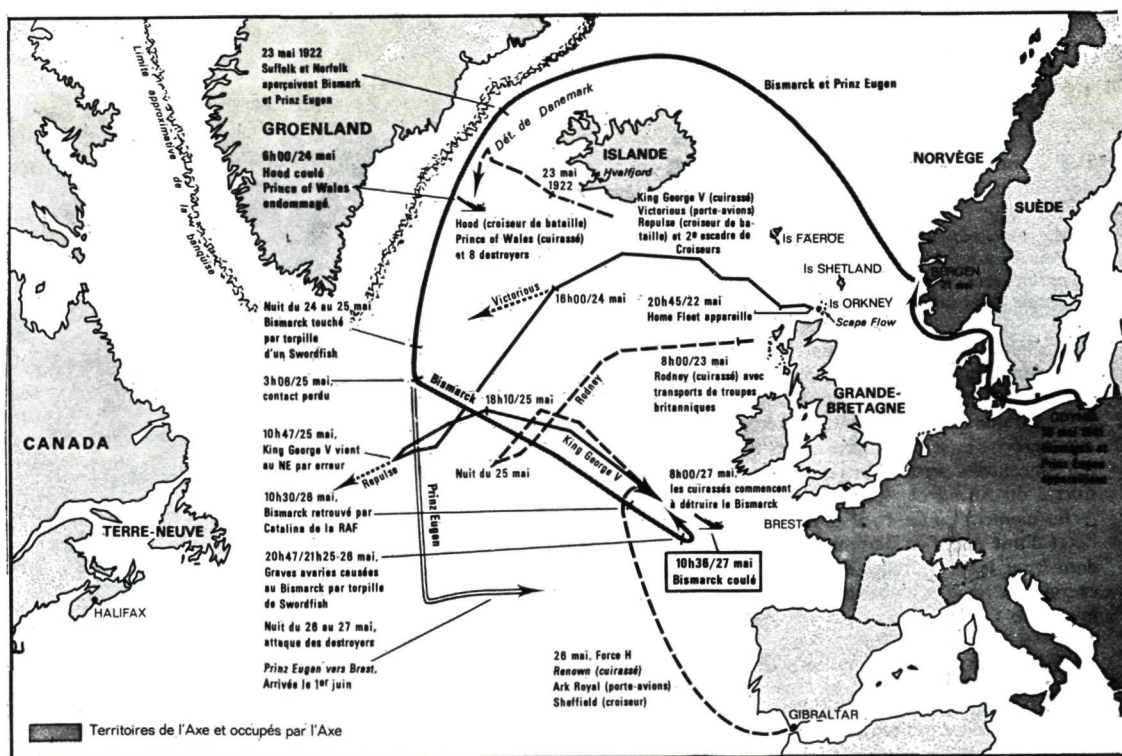 Limite approximative de la banquise
23 mai 1922
Suffolk et Norfolk
aperçoivent Bismark
et Prinz Eugen
GROENLAND
6h00/24 mai
Hood coulé
Prince of Wales
endommagé
Dét. de Danemark
ISLANDE
Hvalfjord
23 mai
1922
Bismarck et Prinz Eugen
NORVÈGE
SUÈDE
Hood (croiseur de bataille)
Prince of Wales (cuirassé)
et 8 destroyers
King George V (cuirassé)
Victorious (porte-avions)
Repulse (croiseur de ba-
taille) et 2e escadre de
Croiseurs
Is FAEROE
Is SHETLAND
BERGEN
21 mai
Is ORKNEY
Scapa Flow
Victorious
16h00/24 mai
20h45/22 mai
Home Fleet appareille
Nuit du 24 au 25 mai
Bismarck touché
par torpille
d'un Swordfish
3h06/25 mai,
contact perdu
Bismarck
18h10/25 mai
Rodney
8h00/23 mai
Rodney (cuirassé) avec
transports de troupes
britanniques
GRANDE-
BRETAGNE
CANADA
10h47/25 mai,
King George V vient
au NE par erreur
Repulse
Nuit du 25 mai
King George V
8h00/27 mai,
les cuirassés commencent
à détruire le Bismarck
10h30/26 mai,
Bismarck retrouvé par
Catalina de la RAF
Prinz Eugen
BREST
TERRE-NEUVE
20h47/21h25-26 mai,
Graves avaries causées
au Bismarck par torpille
de Swordfish
10h36/27 mai
Bismarck coulé
HALIFAX
Nuit du 26 au 27 mai,
attaque des destroyers
Prinz Eugen vers Brest.
Arrivée le 1er juin
26 mai, Force H
Renown (cuirassé)
Ark Royal (porte-avions)
Sheffield (croiseur)
GIBRALTAR
Territoires de l'Axe et occupés par l'Axe